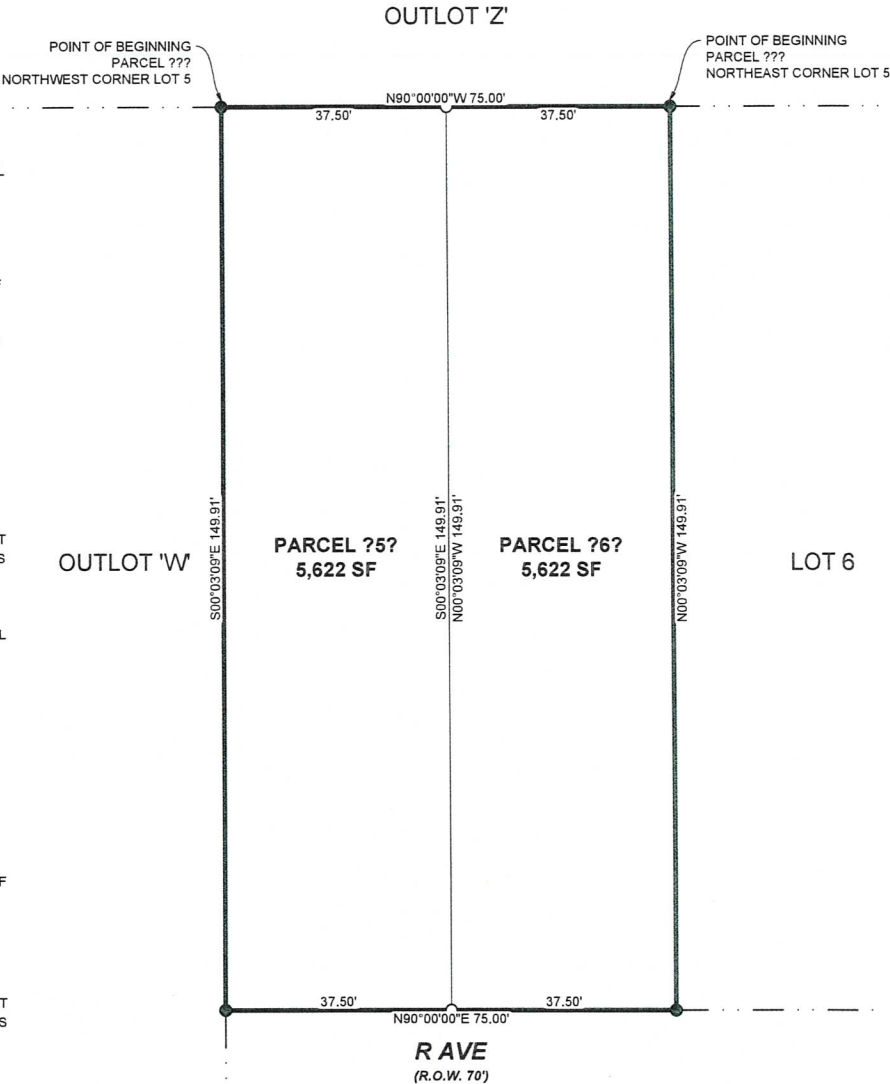 OUTLOT 'Z'
POINT OF BEGINNING
PARCEL ???
NORTHWEST CORNER LOT 5
POINT OF BEGINNING
PARCEL ???
NORTHEAST CORNER LOT 5
N90°00'00"W 75.00'
37.50'
37.50'
S00°03'09"E 149.91'
S00°03'09"E 149.91'
N00°03'09"W 149.91'
N00°03'09"W 149.91'
OUTLOT 'W'
PARCEL ?5?
5,622 SF
PARCEL ?6?
5,622 SF
LOT 6
T
S
L
F
T
S
37.50'
37.50'
N90°00'00"E 75.00'
R AVE
(R.O.W. 70')